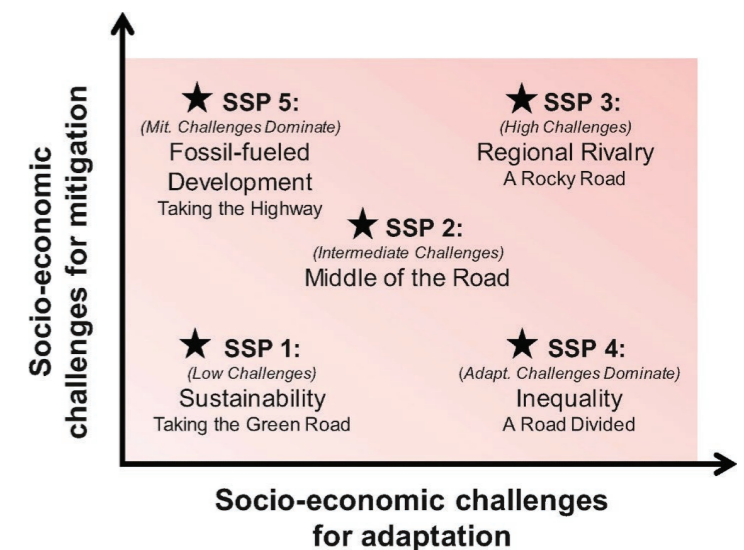 Socio-economic
challenges for mitigation
★ SSP 5:
(Mit. Challenges Dominate)
Fossil-fueled
Development
Taking the Highway
★ SSP 3:
(High Challenges)
Regional Rivalry
A Rocky Road
★ SSP 2:
(Intermediate Challenges)
Middle of the Road
★ SSP 1:
(Low Challenges)
Sustainability
Taking the Green Road
★ SSP 4:
(Adapt. Challenges Dominate)
Inequality
A Road Divided
Socio-economic challenges
for adaptation